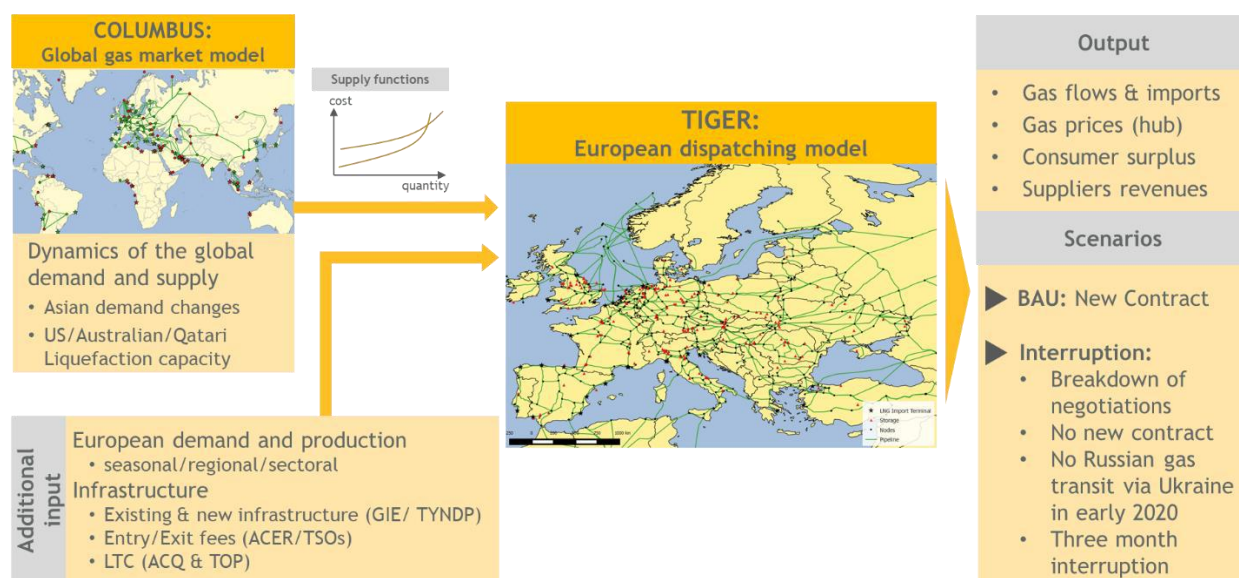 COLUMBUS:
Global gas market model
Supply functions
cost
quantity
Dynamics of the global
demand and supply
• Asian demand changes
• US/Australian/Qatari
Liquefaction capacity
Additional
input
European demand and production
• seasonal/regional/sectoral
Infrastructure
• Existing & new infrastructure (GIE/ TYNDP)
• Entry/Exit fees (ACER/TSOs)
• LTC (ACQ & TOP)
TIGER:
European dispatching model
LNG Import Terminal
Storage
Nodes
Pipeline
Output
• Gas flows & imports
• Gas prices (hub)
• Consumer surplus
• Suppliers revenues
Scenarios
BAU: New Contract
Interruption:
• Breakdown of
negotiations
• No new contract
• No Russian gas
transit via Ukraine
in early 2020
• Three month
interruption